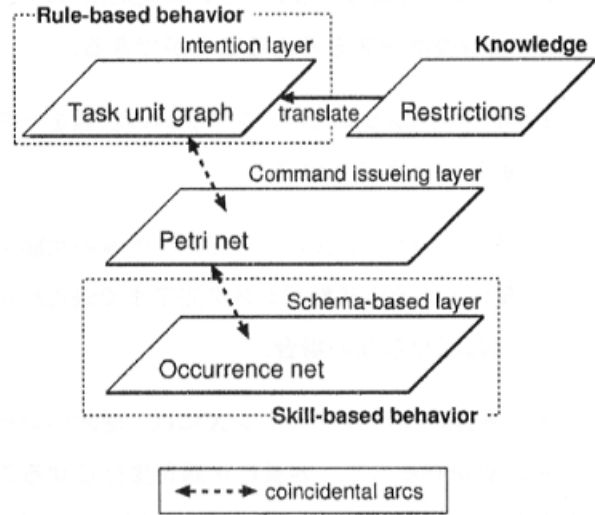 Rule-based behavior
Intention layer
Knowledge
Task unit graph
translate
Restrictions
Command issueing layer
Petri net
Schema-based layer
Occurrence net
Skill-based behavior
coincidental arcs